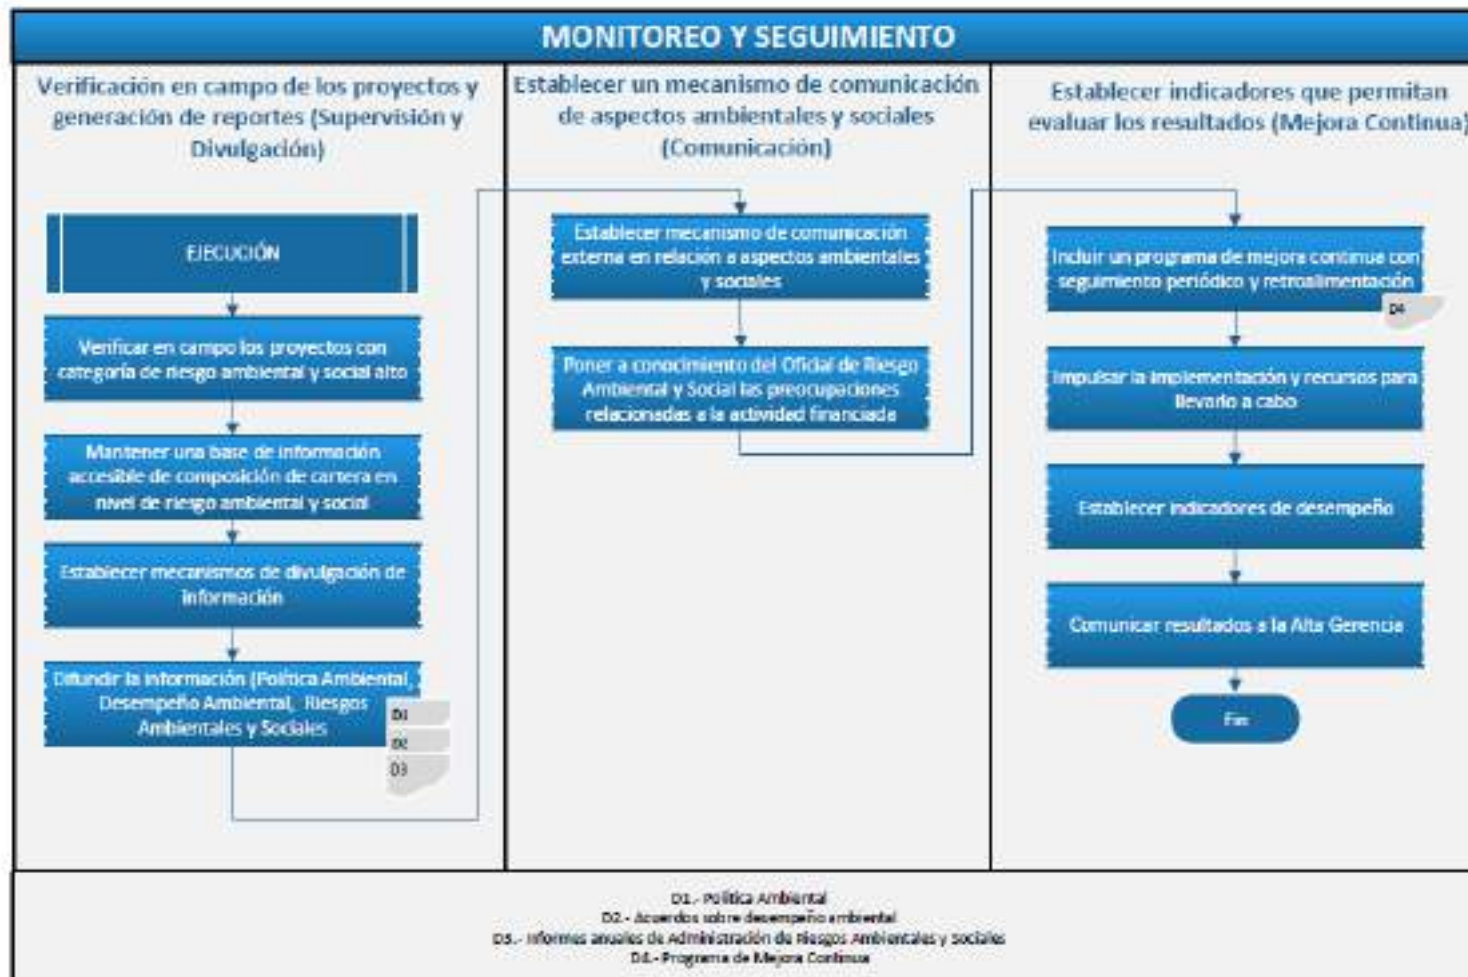 MONITOREO Y SEGUIMIENTO
Verificación en campo de los proyectos y
generación de reportes (Supervisión y
Divulgación)
EJECUCIÓN
Verificar en campo los proyectos con
categoría de riesgo ambiental y social alto
Mantener una base de información
accesible de composición de cartera en
nivel de riesgo ambiental y social
Establecer mecanismos de divulgación de
información
Difundir la información (Política Ambiental,
Desempeño Ambiental, Riesgos
Ambientales y Sociales
D1
D2
D3
Establecer un mecanismo de comunicación
de aspectos ambientales y sociales
(Comunicación)
Establecer mecanismo de comunicación
externa en relación a aspectos ambientales
y sociales
Poner a conocimiento del Oficial de Riesgo
Ambiental y Social las preocupaciones
relacionadas a la actividad financiada
Establecer indicadores que permitan
evaluar los resultados (Mejora Continua)
Incluir un programa de mejora continua con
seguimiento periódico y retroalimentación
D4
Impulsar la implementación y recursos para
llevarlo a cabo
Establecer indicadores de desempeño
Comunicar resultados a la Alta Gerencia
Fin
D1.- Política Ambiental
D2.- Acuerdos sobre desempeño ambiental
D3.- Informes anuales de Administración de Riesgos Ambientales y Sociales
D4.- Programa de Mejora Continua